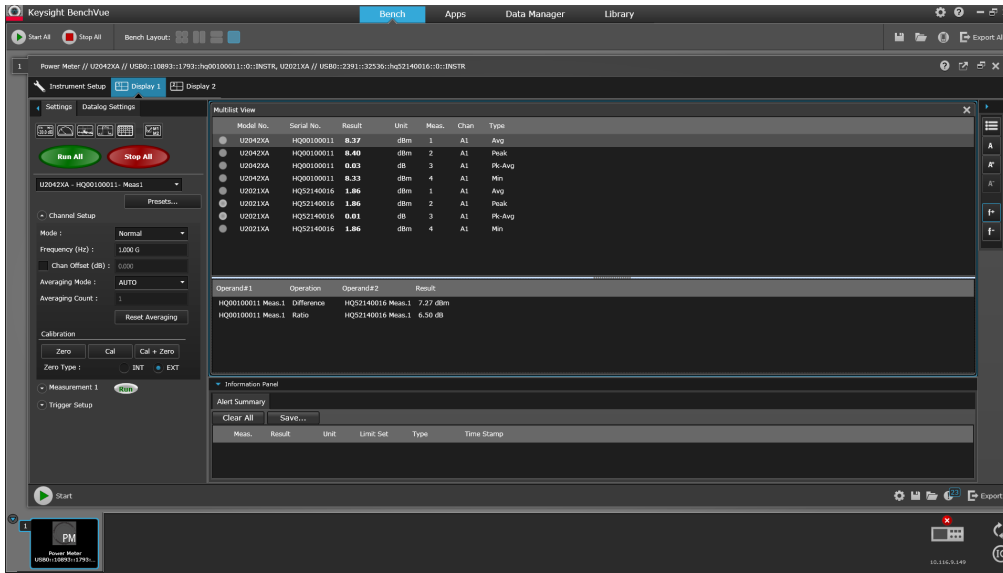 Keysight BenchVue
Bench Apps Data Manager Library
Start All Stop All Bench Layout: Export All
1 Power Meter // U2042XA // USB0::10893::1793::hq00100011::0::INSTR, U2021XA // USB0::2391::32536::hq52140016::0::INSTR
Instrument Setup Display 1 Display 2
Settings Datalog Settings
Run All Stop All
U2042XA - HQ00100011- Meas1
Presets...
Channel Setup
Mode : Normal
Frequency (Hz) : 1.000 G
Chan Offset (dB) : 0.000
Averaging Mode : AUTO
Averaging Count : 1
Reset Averaging
Calibration
Zero Cal Cal + Zero
Zero Type : INT EXT
Measurement 1 Run
Trigger Setup
Multilist View
Model No. Serial No. Result Unit Meas. Chan Type
U2042XA HQ00100011 8.37 dBm 1 A1 Avg
U2042XA HQ00100011 8.40 dBm 2 A1 Peak
U2042XA HQ00100011 0.03 dB 3 A1 Pk-Avg
U2042XA HQ00100011 8.33 dBm 4 A1 Min
U2021XA HQ52140016 1.86 dBm 1 A1 Avg
U2021XA HQ52140016 1.86 dBm 2 A1 Peak
U2021XA HQ52140016 0.01 dB 3 A1 Pk-Avg
U2021XA HQ52140016 1.86 dBm 4 A1 Min
Operand#1 Operation Operand#2 Result
HQ00100011 Meas.1 Difference HQ52140016 Meas.1 7.27 dBm
HQ00100011 Meas.1 Ratio HQ52140016 Meas.1 6.50 dB
Information Panel
Alert Summary
Clear All Save...
Meas. Result Unit Limit Set Type Time Stamp
A
A+
A-
f+
f-
Start 23 Export
1
PM
Power Meter
USB0::10893::1793::...
10.116.9.149